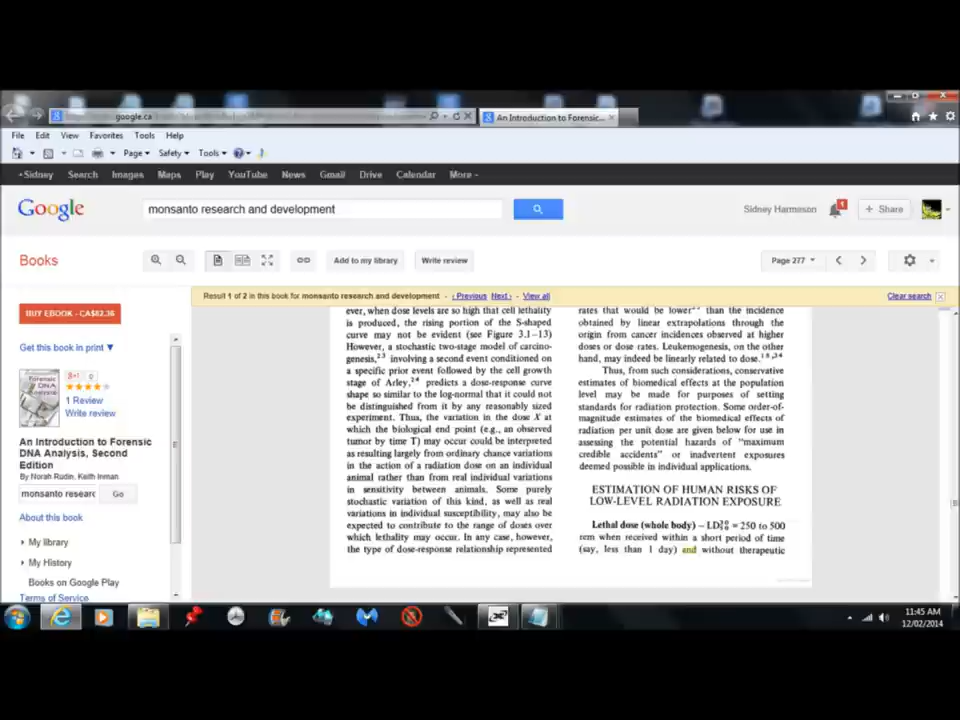 google.ca
An Introduction to Forensic...
File Edit View Favorites Tools Help
Page Safety Tools
+Sidney Search Images Maps Play YouTube News Gmail Drive Calendar More
Google
monsanto research and development
Sidney Harmason
1
+ Share
Books
Add to my library
Write review
Page 277
Result 1 of 2 in this book for monsanto research and development - ‹ Previous Next › - View all
Clear search
BUY EBOOK - CA$82.36
Get this book in print ▼
Forensic DNA Analysis
+1 0
1 Review
Write review
An Introduction to Forensic
DNA Analysis, Second
Edition
By Norah Rudin, Keith Inman
monsanto researc Go
About this book
My library
My History
Books on Google Play
Terms of Service
ever, when dose levels are so high that cell lethality
is produced, the rising portion of the S-shaped
curve may not be evident (see Figure 3.1–13)
However, a stochastic two-stage model of carcino-
genesis,²³ involving a second event conditioned on
a specific prior event followed by the cell growth
stage of Arley,²⁴ predicts a dose-response curve
shape so similar to the log-normal that it could not
be distinguished from it by any reasonably sized
experiment. Thus, the variation in the dose X at
which the biological end point (e.g., an observed
tumor by time T) may occur could be interpreted
as resulting largely from ordinary chance variations
in the action of a radiation dose on an individual
animal rather than from real individual variations
in sensitivity between animals. Some purely
stochastic variation of this kind, as well as real
variations in individual susceptibility, may also be
expected to contribute to the range of doses over
which lethality may occur. In any case, however,
the type of dose-response relationship represented
rates that would be lower than the incidence
obtained by linear extrapolations through the
origin from cancer incidences observed at higher
doses or dose rates. Leukemogenesis, on the other
hand, may indeed be linearly related to dose.
Thus, from such considerations, conservative
estimates of biomedical effects at the population
level may be made for purposes of setting
standards for radiation protection. Some order-of-
magnitude estimates of the biomedical effects of
radiation per unit dose are given below for use in
assessing the potential hazards of "maximum
credible accidents" or inadvertent exposures
deemed possible in individual applications.
ESTIMATION OF HUMAN RISKS OF
LOW-LEVEL RADIATION EXPOSURE
Lethal dose (whole body) – LD = 250 to 500
rem when received within a short period of time
(say, less than 1 day) and without therapeutic
11:45 AM
12/02/2014